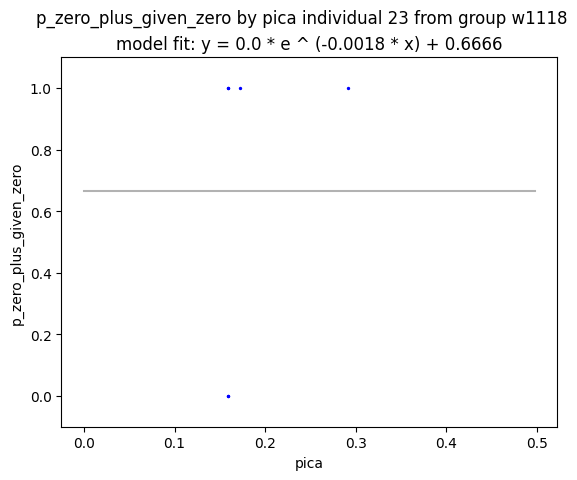 p_zero_plus_given_zero by pica individual 23 from group w1118
model fit: y = 0.0 * e ^ (-0.0018 * x) + 0.6666
1.0
0.8
0.6
0.4
0.2
0.0
p_zero_plus_given_zero
0.0 0.1 0.2 0.3 0.4 0.5
pica